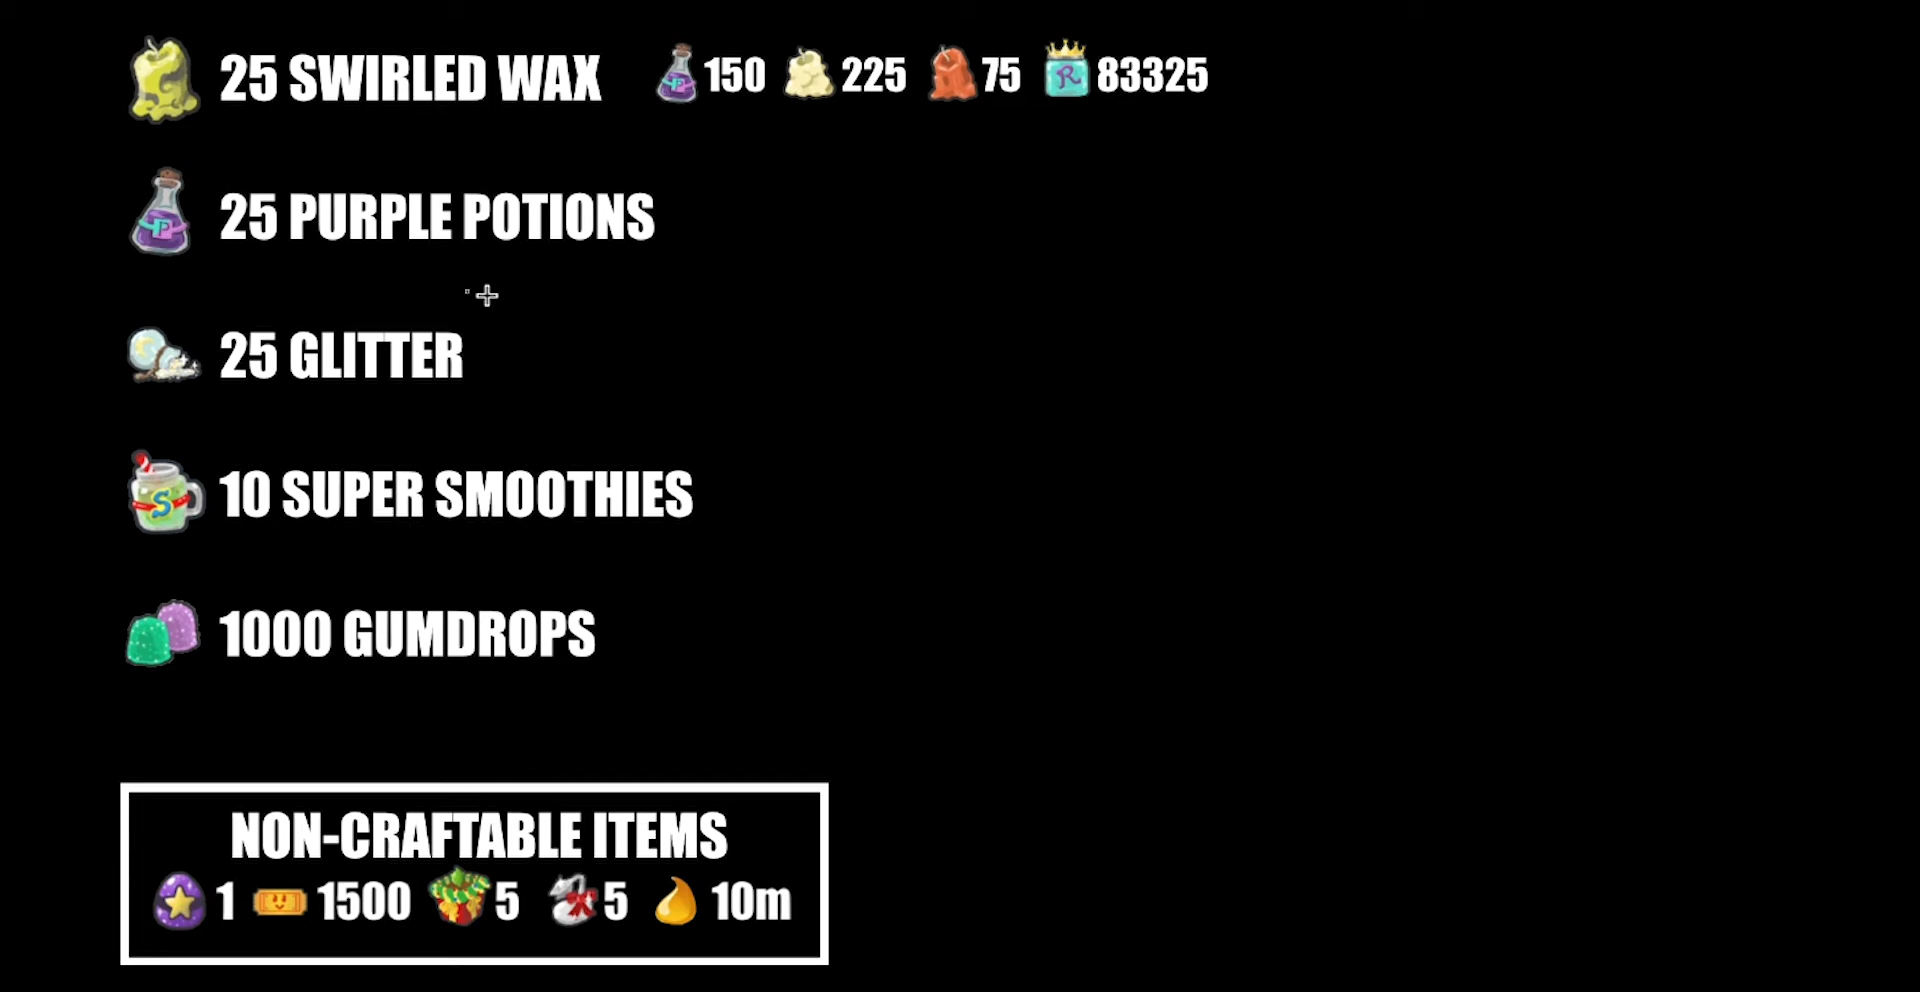 25 SWIRLED WAX P 150 225 75 R 83325
25 PURPLE POTIONS P
25 GLITTER
10 SUPER SMOOTHIES S
1000 GUMDROPS
NON-CRAFTABLE ITEMS
1 1500 5 5 10m